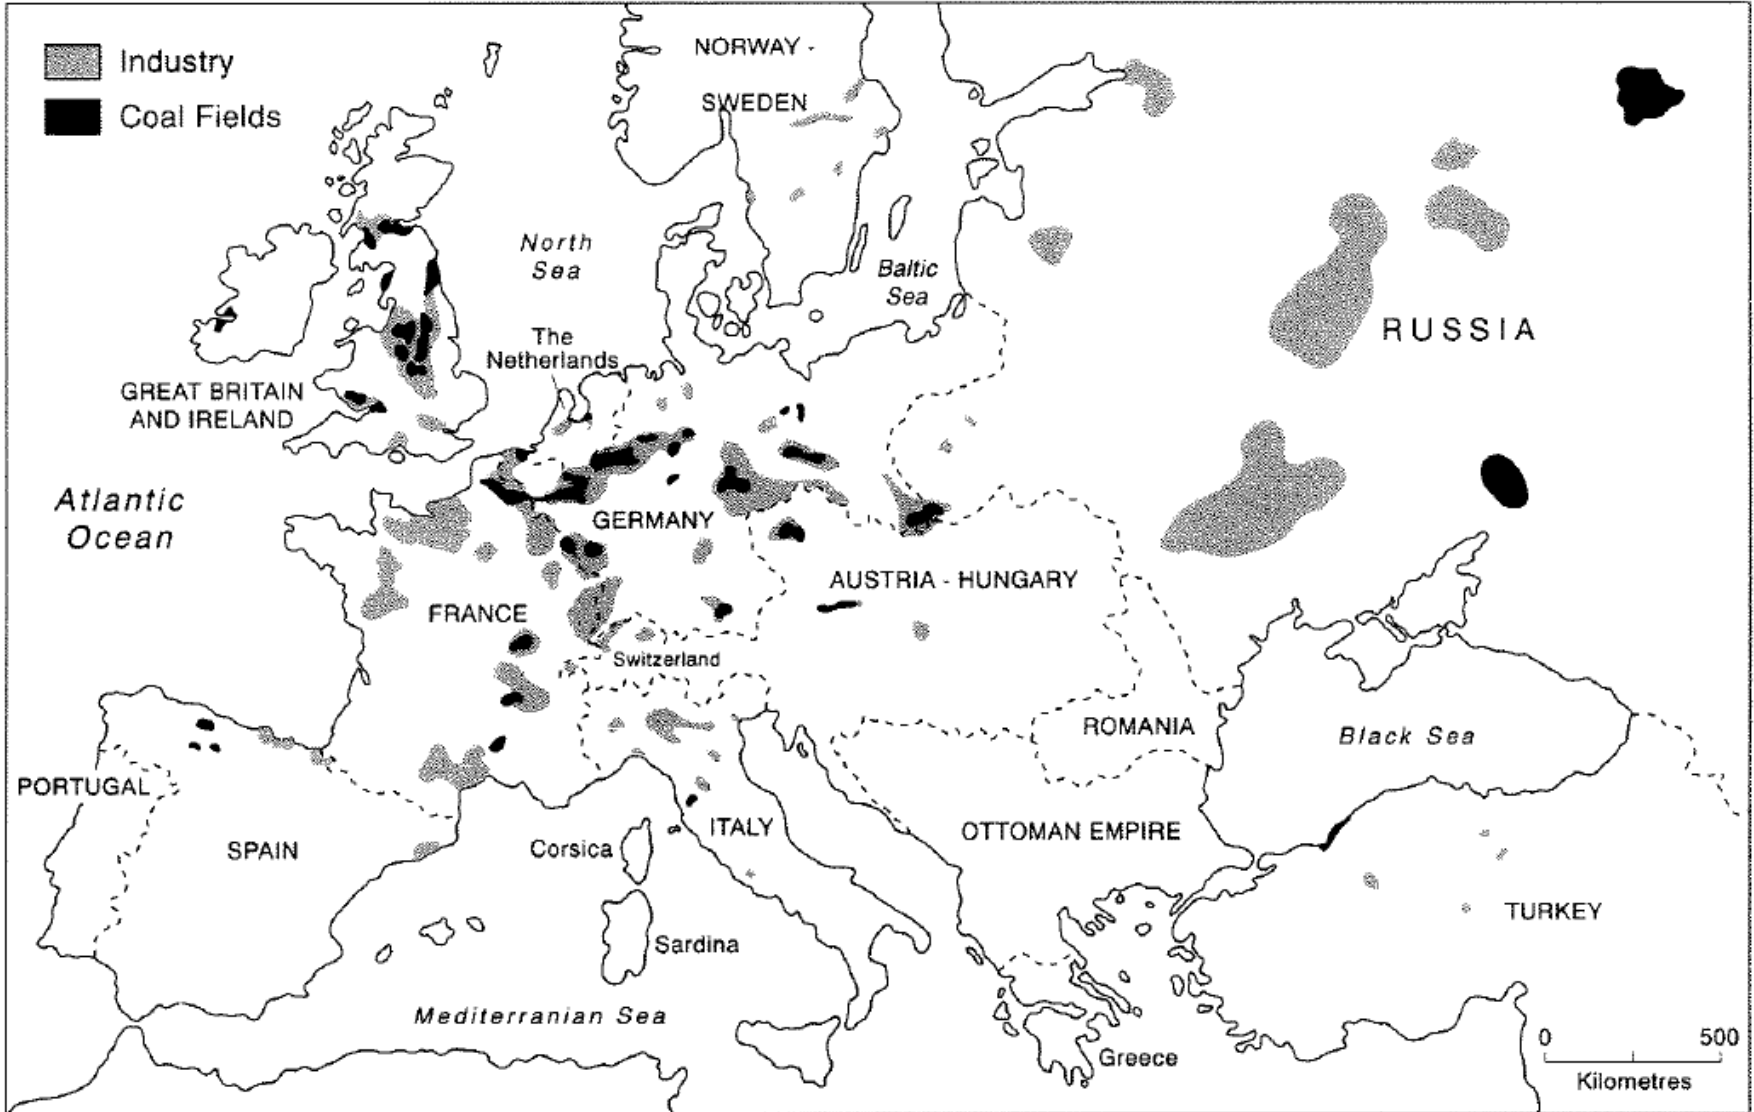 Industry
Coal Fields
NORWAY -
SWEDEN
North
Sea
Baltic
Sea
The
Netherlands
RUSSIA
GREAT BRITAIN
AND IRELAND
Atlantic
Ocean
GERMANY
AUSTRIA - HUNGARY
FRANCE
Switzerland
ROMANIA
Black Sea
PORTUGAL
SPAIN
Corsica
ITALY
OTTOMAN EMPIRE
TURKEY
Sardina
Mediterranian Sea
Greece
0 500
Kilometres